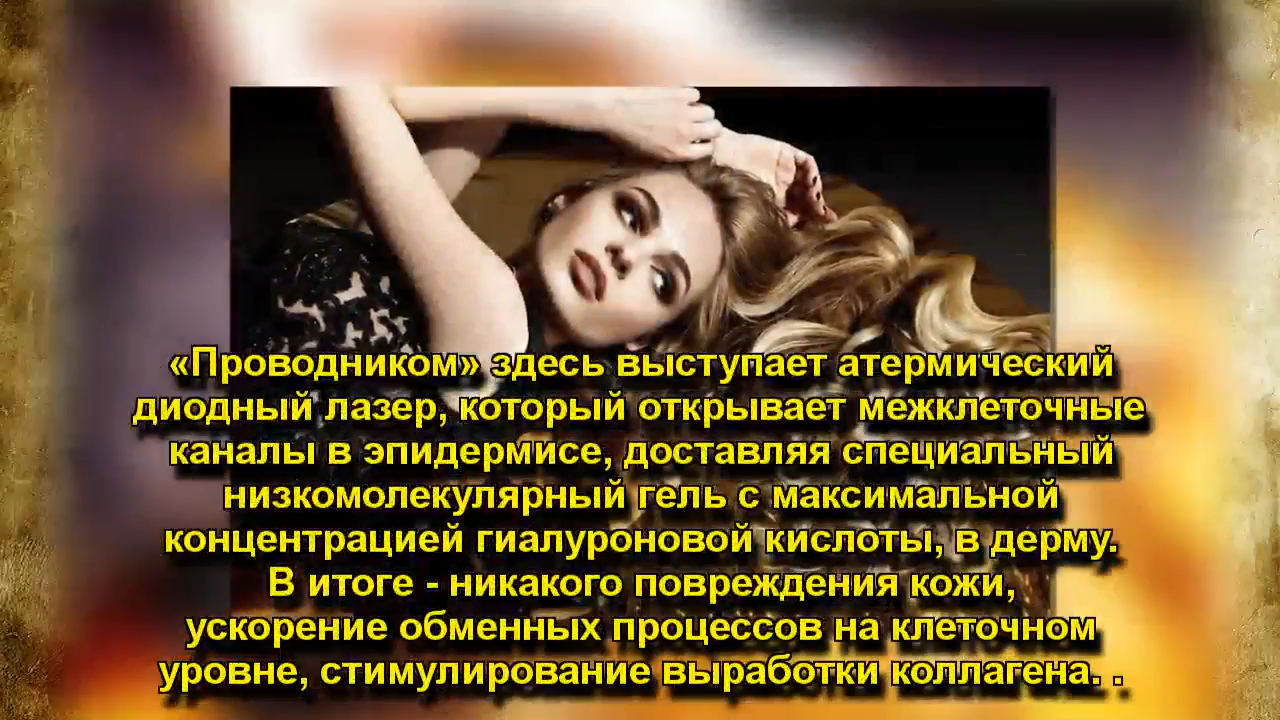 «Проводником» здесь выступает атермический
диодный лазер, который открывает межклеточные
каналы в эпидермисе, доставляя специальный
низкомолекулярный гель с максимальной
концентрацией гиалуроновой кислоты, в дерму.
В итоге - никакого повреждения кожи,
ускорение обменных процессов на клеточном
уровне, стимулирование выработки коллагена. .